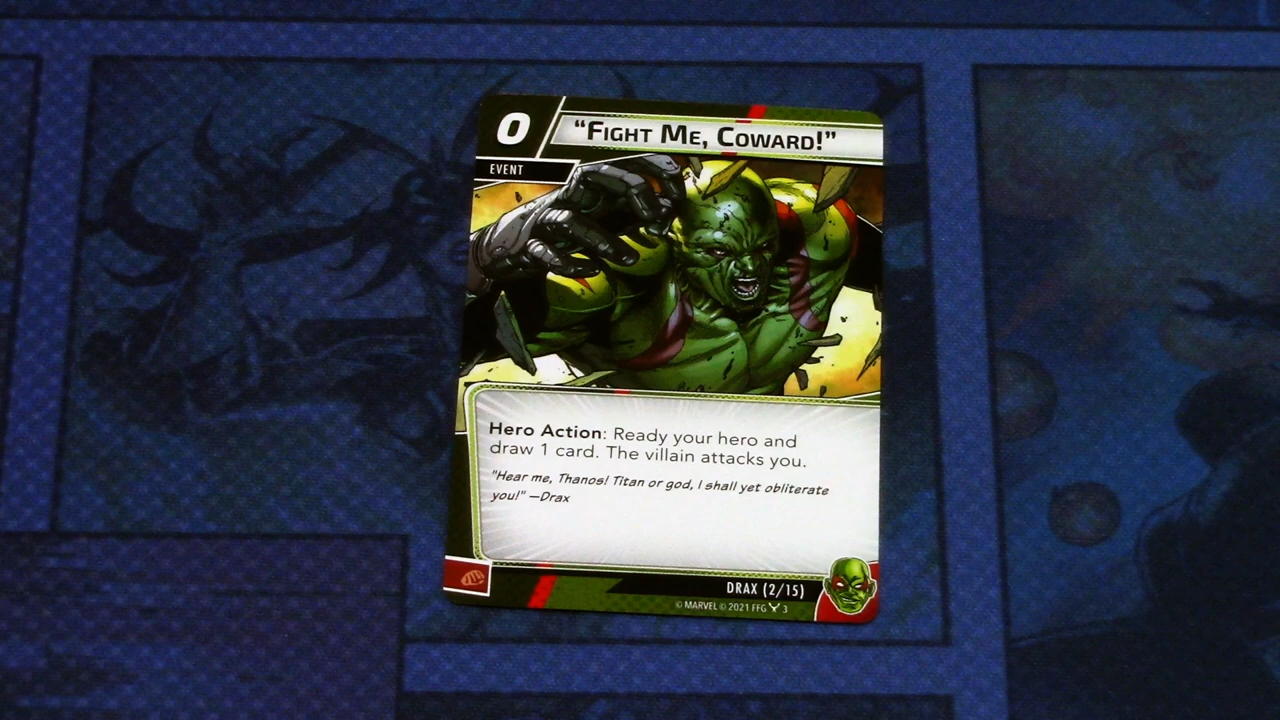 0
“FIGHT ME, COWARD!”
EVENT
Hero Action: Ready your hero and
draw 1 card. The villain attacks you.
"Hear me, Thanos! Titan or god, I shall yet obliterate
you!" —Drax
DRAX (2/15)
© MARVEL © 2021 FFG 3